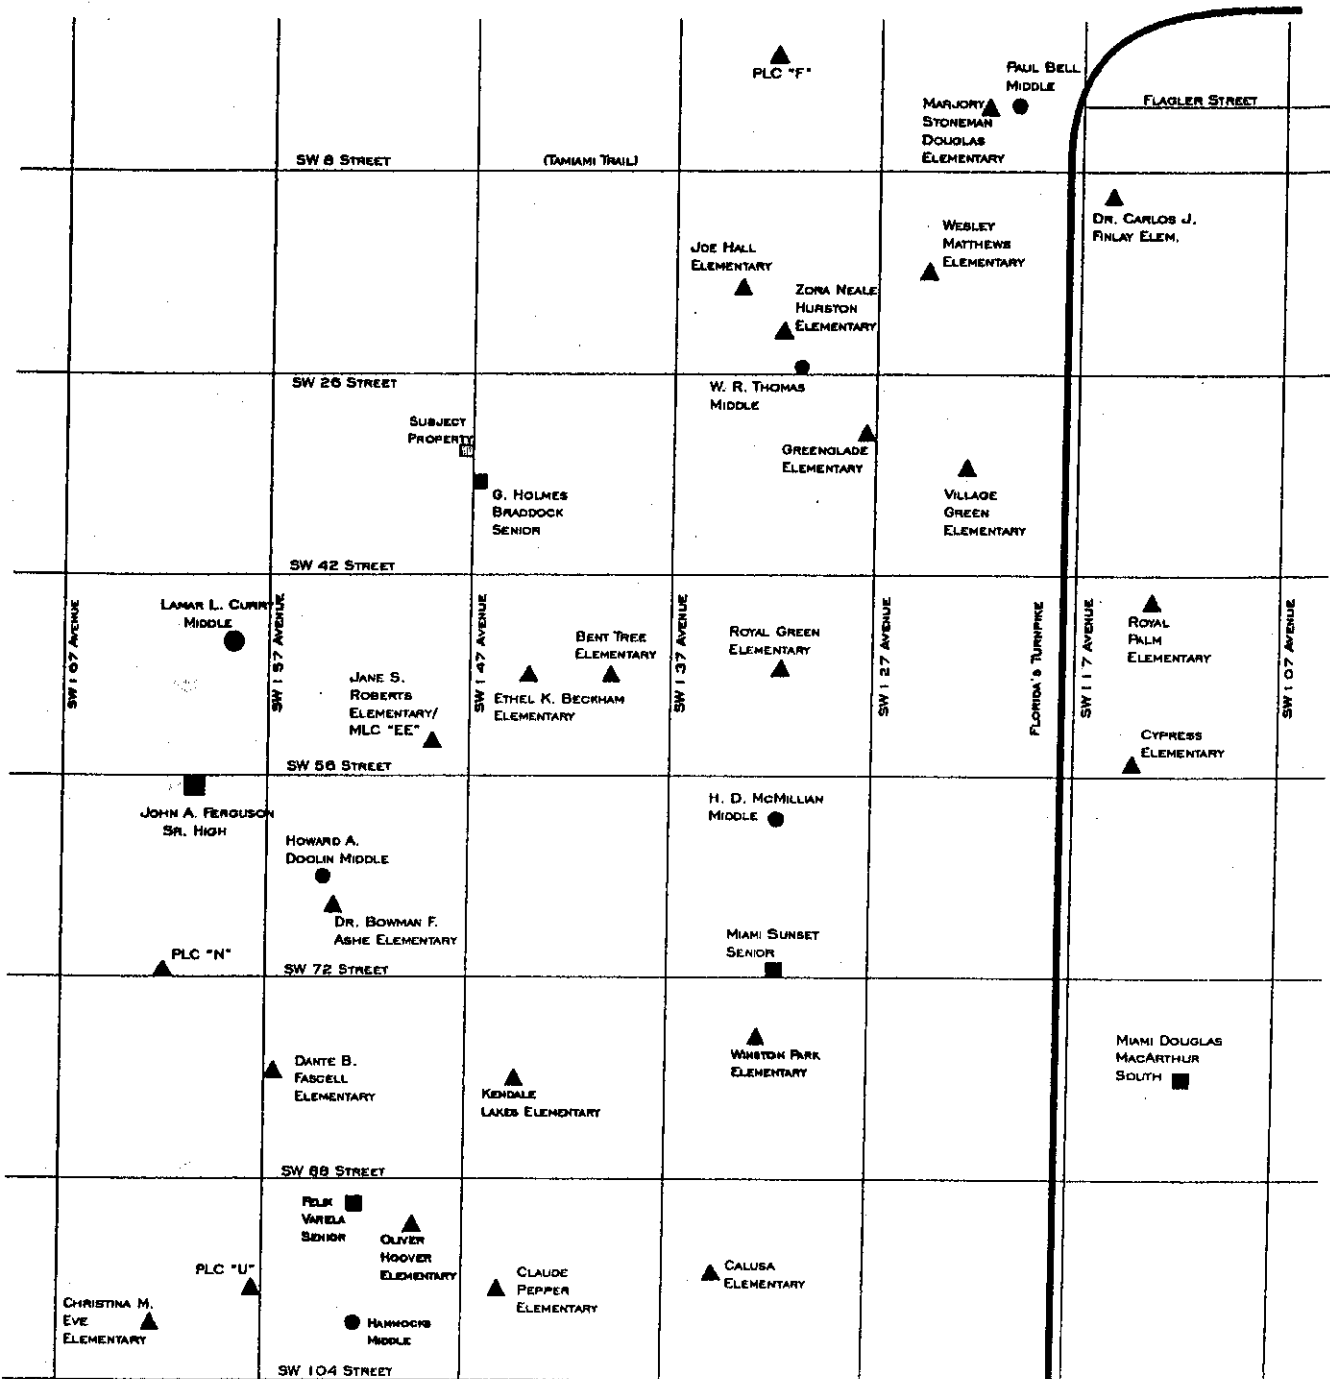 PLC "F"
PAUL BELL
MIDDLE
MARJORY
STONEMAN
DOUGLAS
ELEMENTARY
FLAGLER STREET
SW 8 STREET
(TAMIAMI TRAIL)
DR. CARLOS J.
FINLAY ELEM.
WESLEY
MATTHEWS
ELEMENTARY
JOE HALL
ELEMENTARY
ZORA NEALE
HURSTON
ELEMENTARY
SW 26 STREET
W. R. THOMAS
MIDDLE
SUBJECT
PROPERTY
GREENGLADE
ELEMENTARY
G. HOLMES
BRADDOCK
SENIOR
VILLAGE
GREEN
ELEMENTARY
SW 42 STREET
SW 167 AVENUE
LAMAR L. CURRY
MIDDLE
SW 157 AVENUE
SW 147 AVENUE
BENT TREE
ELEMENTARY
SW 137 AVENUE
ROYAL GREEN
ELEMENTARY
SW 127 AVENUE
FLORIDA'S TURNPIKE
SW 117 AVENUE
ROYAL
PALM
ELEMENTARY
SW 107 AVENUE
JANE S.
ROBERTS
ELEMENTARY/
MLC "EE"
ETHEL K. BECKHAM
ELEMENTARY
CYPRESS
ELEMENTARY
SW 56 STREET
JOHN A. FERGUSON
SR. HIGH
H. D. MCMILLIAN
MIDDLE
HOWARD A.
DOOLIN MIDDLE
DR. BOWMAN F.
ASHE ELEMENTARY
PLC "N"
MIAMI SUNSET
SENIOR
SW 72 STREET
DANTE B.
FASCELL
ELEMENTARY
KENDALE
LAKES ELEMENTARY
WINSTON PARK
ELEMENTARY
MIAMI DOUGLAS
MACARTHUR
SOUTH
SW 88 STREET
FELIX
VARELA
SENIOR
OLIVER
HOOVER
ELEMENTARY
PLC "U"
CLAUDE
PEPPER
ELEMENTARY
CALUSA
ELEMENTARY
CHRISTINA M.
EVE
ELEMENTARY
HAMMOCKS
MIDDLE
SW 104 STREET